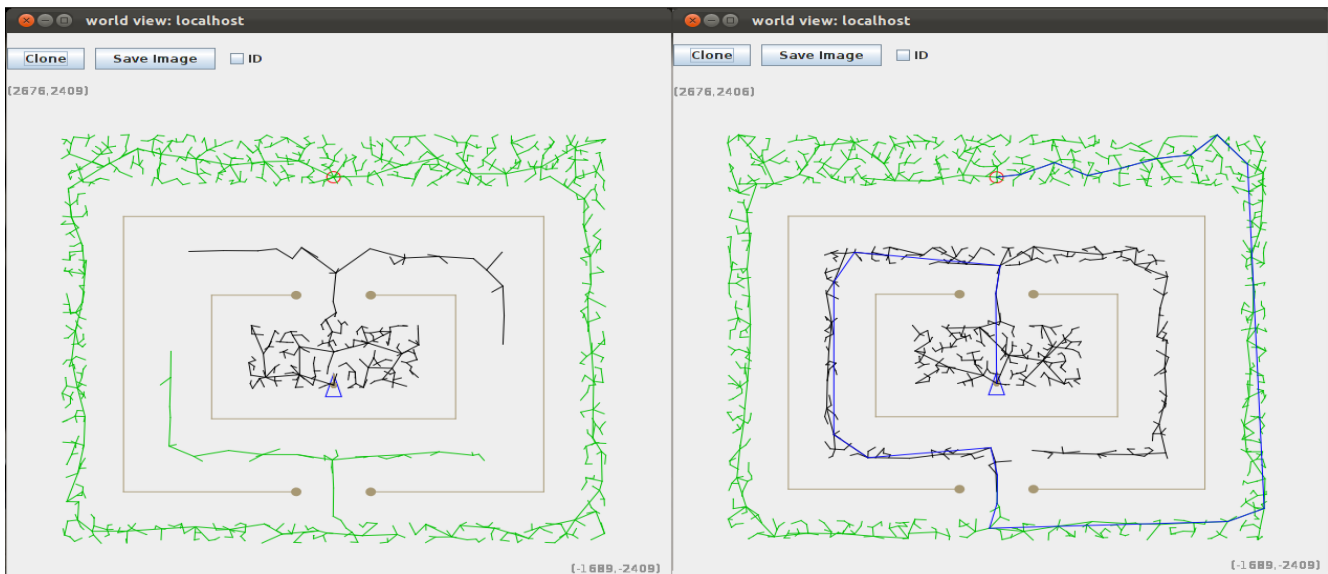 world view: localhost
Clone Save Image ID
(2676,2409)
(-1689,-2409)
world view: localhost
Clone Save Image ID
(2676,2406)
(-1689,-2409)